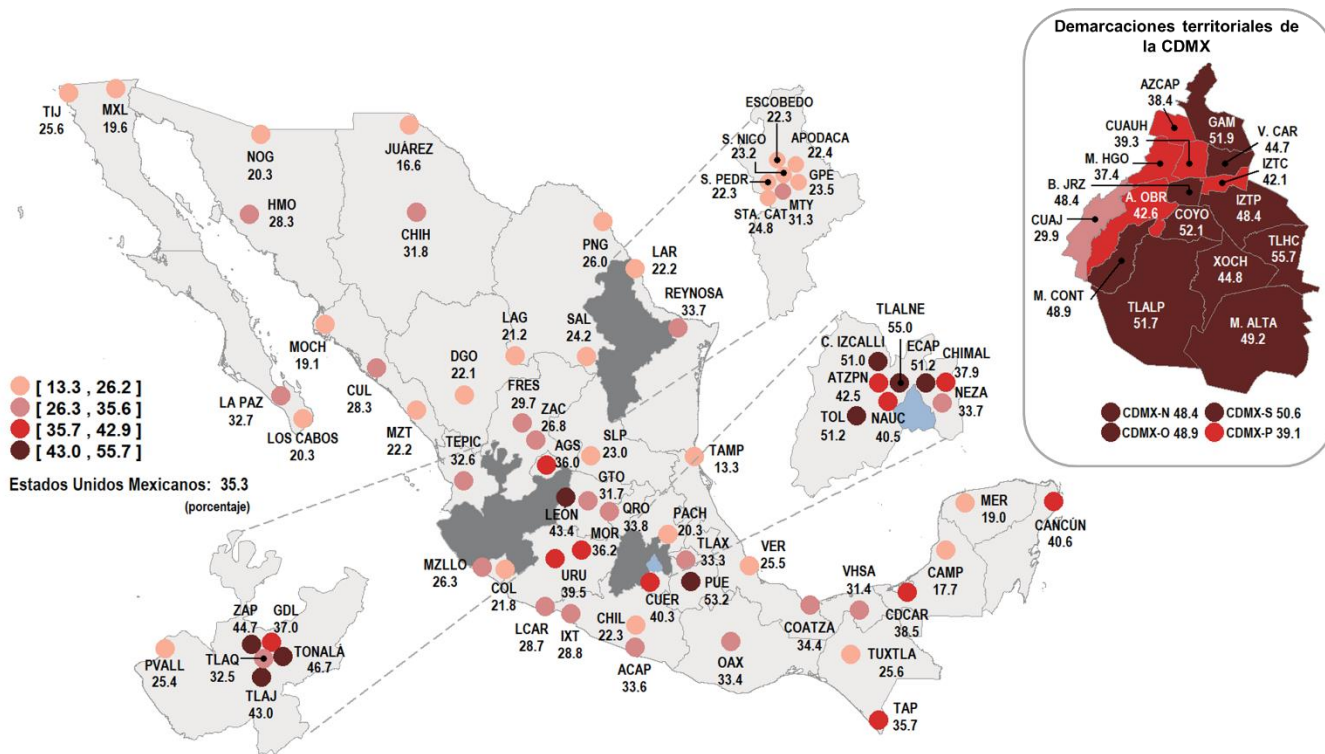 Demarcaciones territoriales de
la CDMX
AZCAP
38.4
GAM
51.9
CUAUH
39.3
V. CAR
44.7
M. HGO
37.4
IZTC
42.1
B. JRZ
48.4
A. OBR
42.6
IZTP
48.4
COYO
52.1
CUAJ
29.9
TLHC
55.7
XOCH
44.8
M. CONT
48.9
TLALP
51.7
M. ALTA
49.2
CDMX-N 48.4
CDMX-S 50.6
CDMX-O 48.9
CDMX-P 39.1
TIJ
25.6
MXL
19.6
NOG
20.3
JUÁREZ
16.6
HMO
28.3
CHIH
31.8
ESCOBEDO
22.3
S. NICO
23.2
APODACA
22.4
S. PEDR
22.3
GPE
23.5
MTY
31.3
STA. CAT
24.8
PNG
26.0
LAR
22.2
REYNOSA
33.7
MOCH
19.1
LAG
21.2
SAL
24.2
DGO
22.1
CUL
28.3
LA PAZ
32.7
LOS CABOS
20.3
MZT
22.2
FRES
29.7
ZAC
26.8
TEPIC
32.6
AGS
36.0
SLP
23.0
TAMP
13.3
GTO
31.7
LEÓN
43.4
QRO
33.8
PACH
20.3
MOR
36.2
TLAX
33.3
VER
25.5
MZLLO
26.3
COL
21.8
URU
39.5
CUER
40.3
PUE
53.2
LCAR
28.7
IXT
28.8
CHIL
22.3
ACAP
33.6
OAX
33.4
COATZA
34.4
VHSA
31.4
CDCAR
38.5
TUXTLA
25.6
TAP
35.7
MER
19.0
CANCÚN
40.6
CAMP
17.7
TLALNE
55.0
C. IZCALLI
51.0
ECAP
51.2
CHIMAL
37.9
ATZPN
42.5
NEZA
33.7
TOL
51.2
NAUC
40.5
[ 13.3 , 26.2 ]
[ 26.3 , 35.6 ]
[ 35.7 , 42.9 ]
[ 43.0 , 55.7 ]
Estados Unidos Mexicanos: 35.3
(porcentaje)
ZAP
44.7
GDL
37.0
PVALL
25.4
TLAQ
32.5
TONALÁ
46.7
TLAJ
43.0